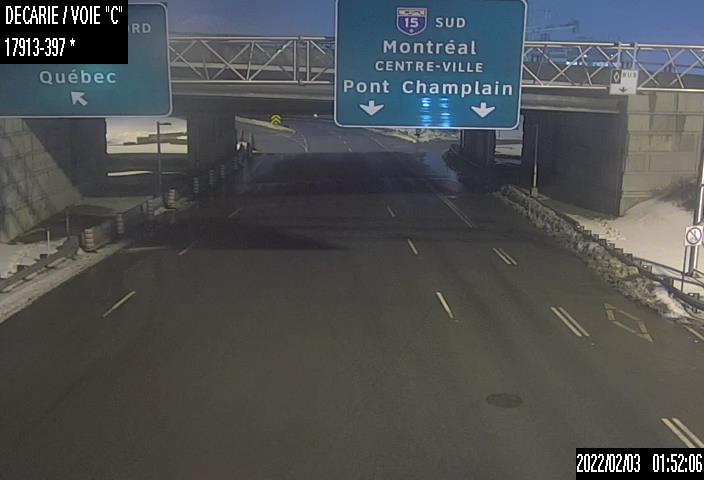 DECARIE / VOIE "C"
17913-397 *
ORD
Québec
15 SUD
Montréal
CENTRE-VILLE
Pont Champlain
BUS
2022/02/03 01:52:06